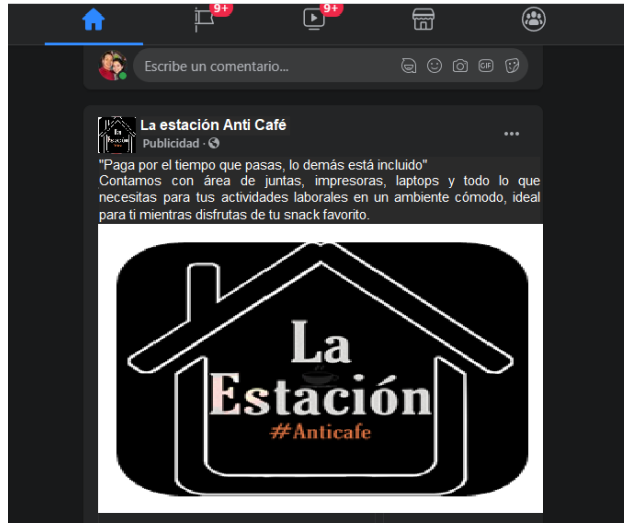 9+
9+
Escribe un comentario...
GIF
La estación Anti Café
Publicidad ·
"Paga por el tiempo que pasas, lo demás está incluido"
Contamos con área de juntas, impresoras, laptops y todo lo que
necesitas para tus actividades laborales en un ambiente cómodo, ideal
para ti mientras disfrutas de tu snack favorito.
La
Estación
#Anticafe